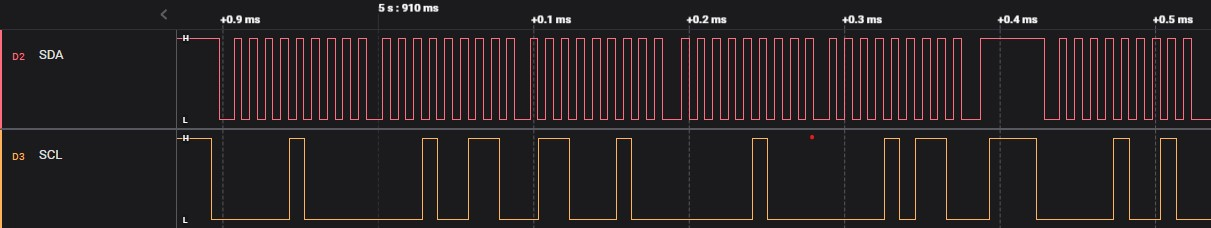 5 s : 910 ms
+0.9 ms +0.1 ms +0.2 ms +0.3 ms +0.4 ms +0.5 ms
H
D2 SDA
L
H
D3 SCL
L